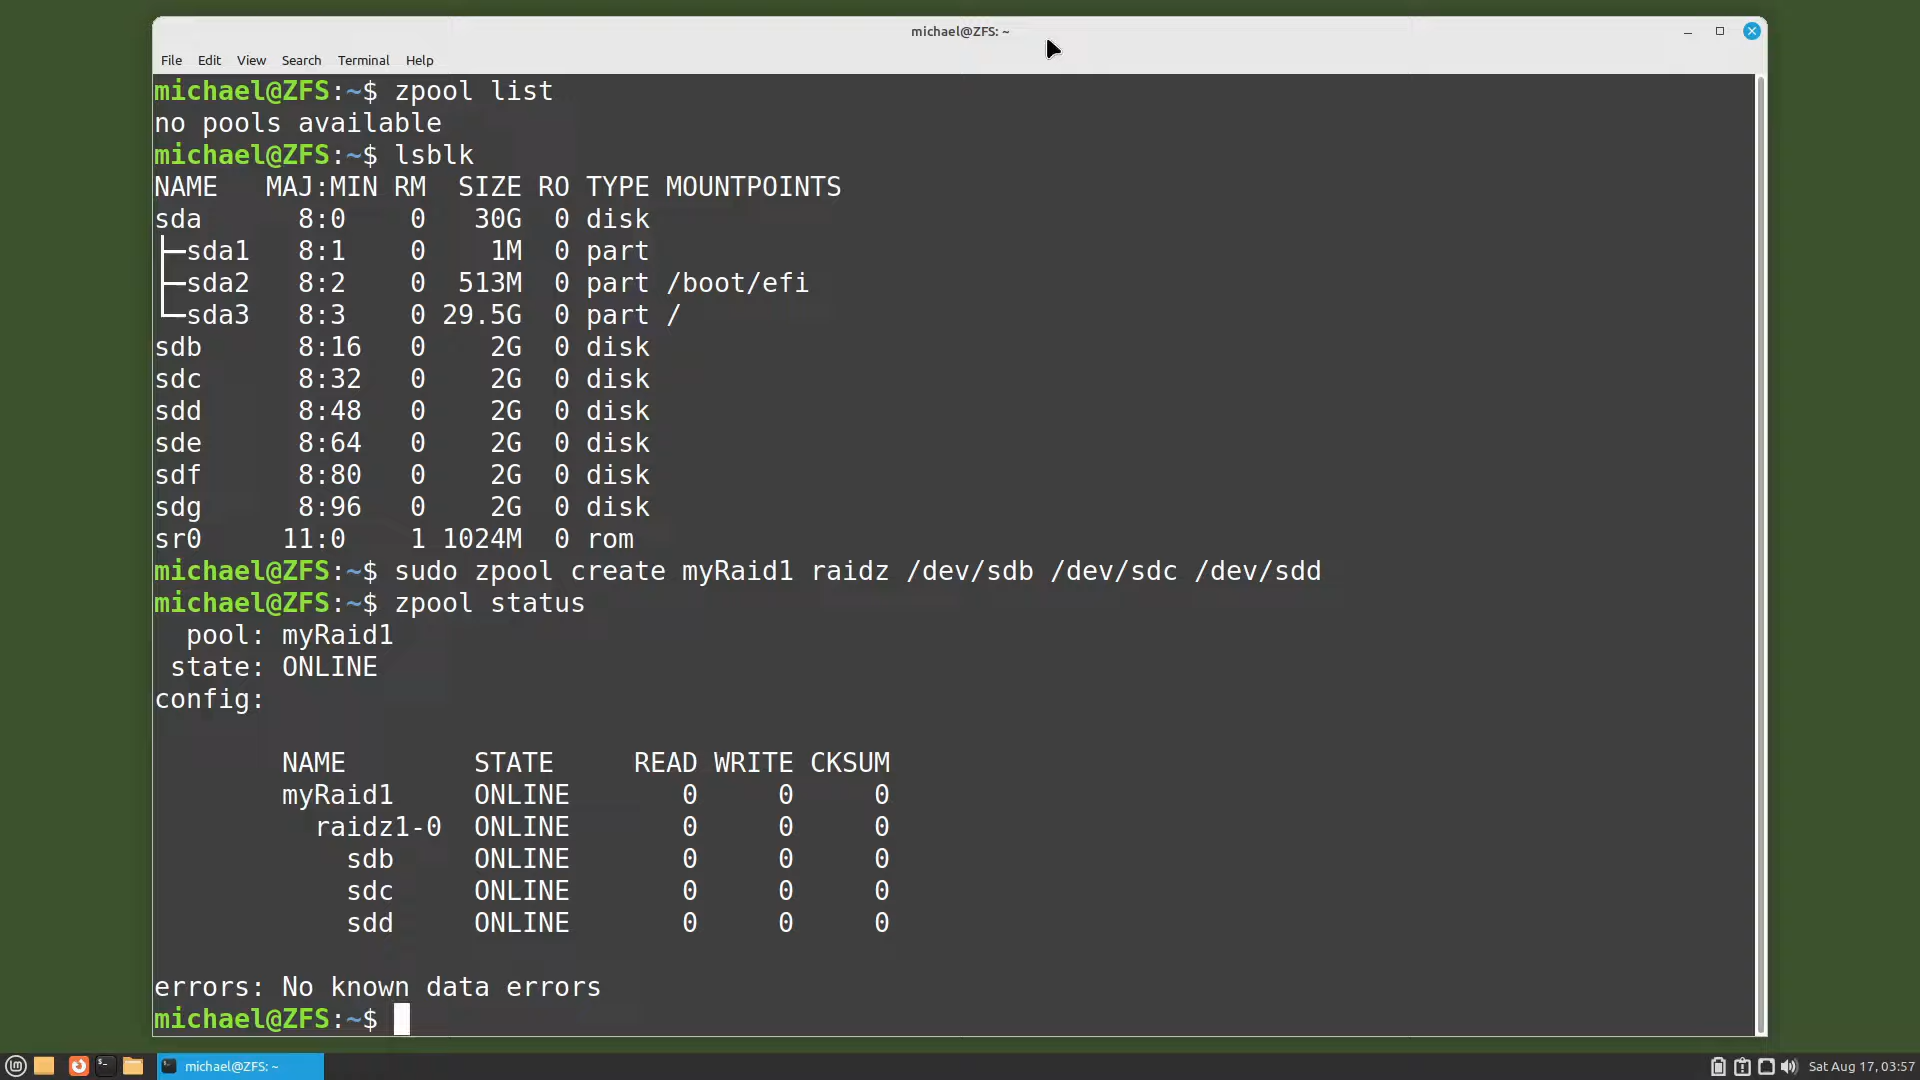 michael@ZFS: ~
File Edit View Search Terminal Help
michael@ZFS:~$ zpool list
no pools available
michael@ZFS:~$ lsblk
NAME   MAJ:MIN RM  SIZE RO TYPE MOUNTPOINTS
sda      8:0    0   30G  0 disk
├─sda1   8:1    0    1M  0 part
├─sda2   8:2    0  513M  0 part /boot/efi
└─sda3   8:3    0 29.5G  0 part /
sdb      8:16   0    2G  0 disk
sdc      8:32   0    2G  0 disk
sdd      8:48   0    2G  0 disk
sde      8:64   0    2G  0 disk
sdf      8:80   0    2G  0 disk
sdg      8:96   0    2G  0 disk
sr0     11:0    1 1024M  0 rom
michael@ZFS:~$ sudo zpool create myRaid1 raidz /dev/sdb /dev/sdc /dev/sdd
michael@ZFS:~$ zpool status
  pool: myRaid1
 state: ONLINE
config:
        NAME        STATE     READ WRITE CKSUM
        myRaid1     ONLINE       0     0     0
          raidz1-0  ONLINE       0     0     0
            sdb     ONLINE       0     0     0
            sdc     ONLINE       0     0     0
            sdd     ONLINE       0     0     0
errors: No known data errors
michael@ZFS:~$
michael@ZFS: ~
Sat Aug 17, 03:57